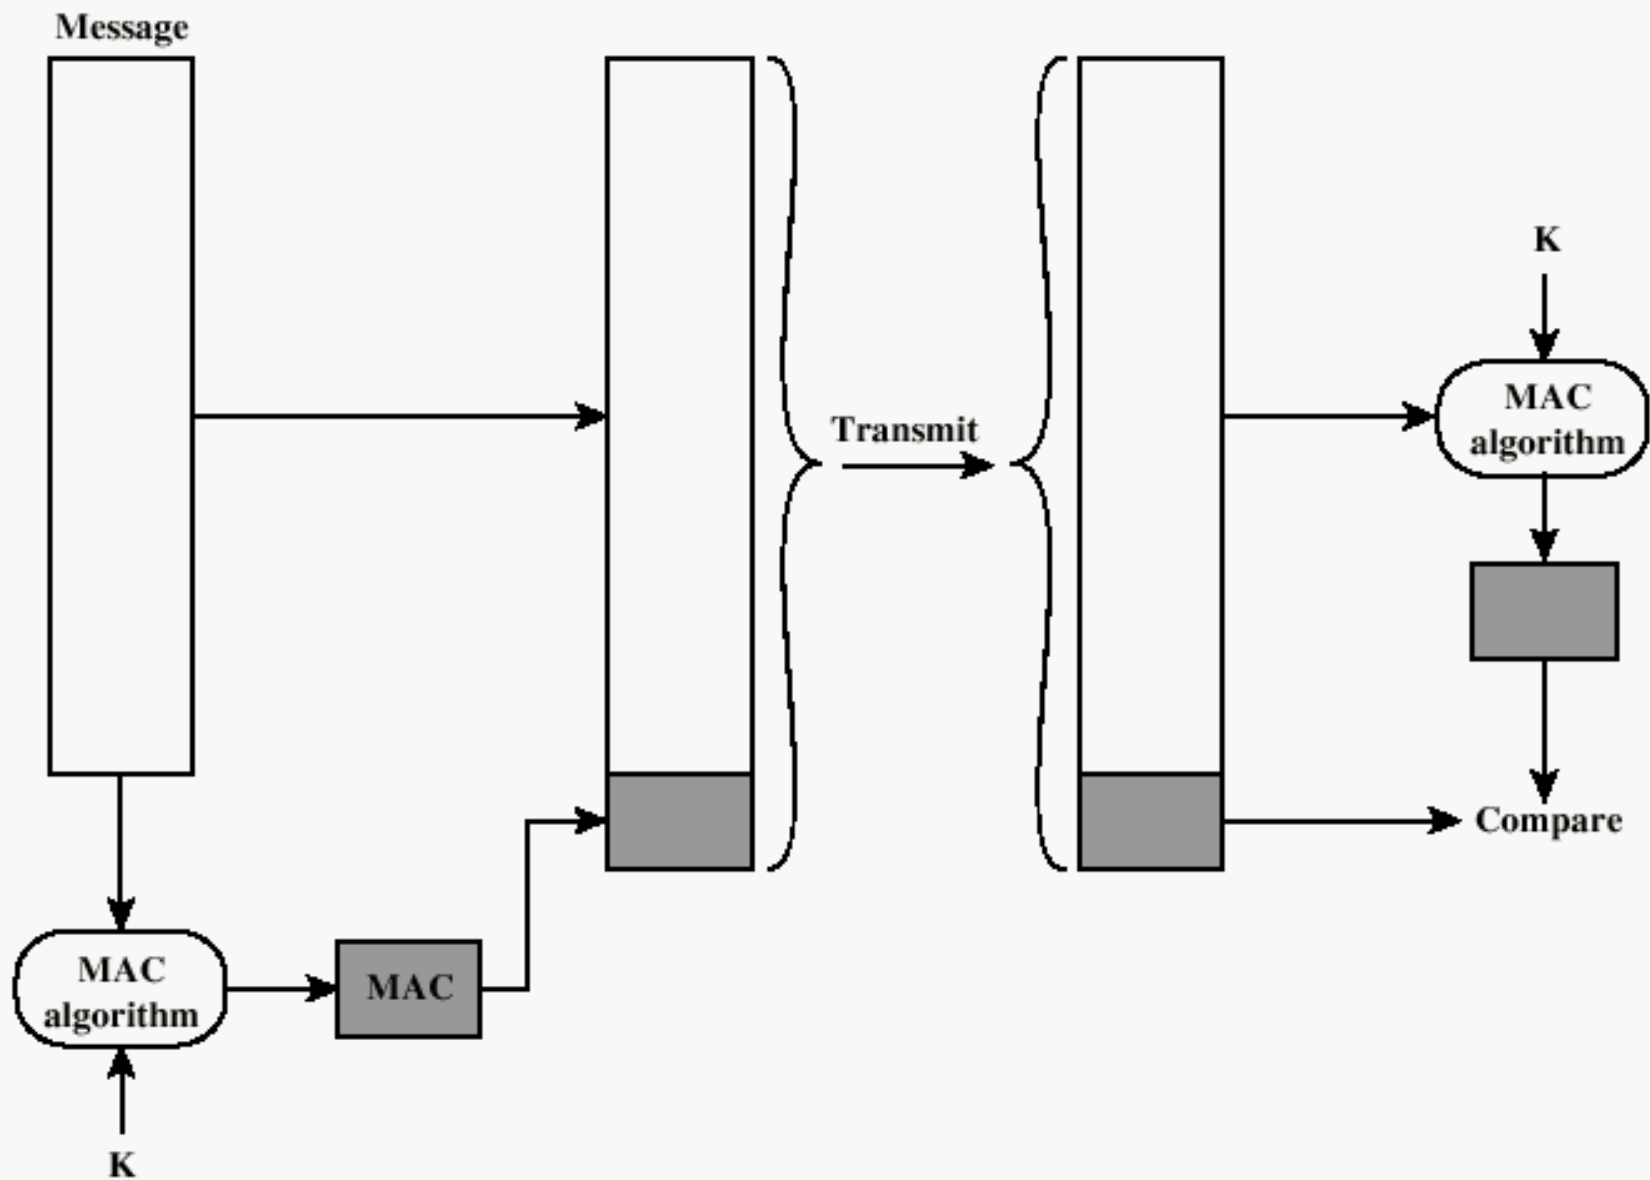 Message
K
MAC
algorithm
Transmit
Compare
MAC
algorithm
MAC
K